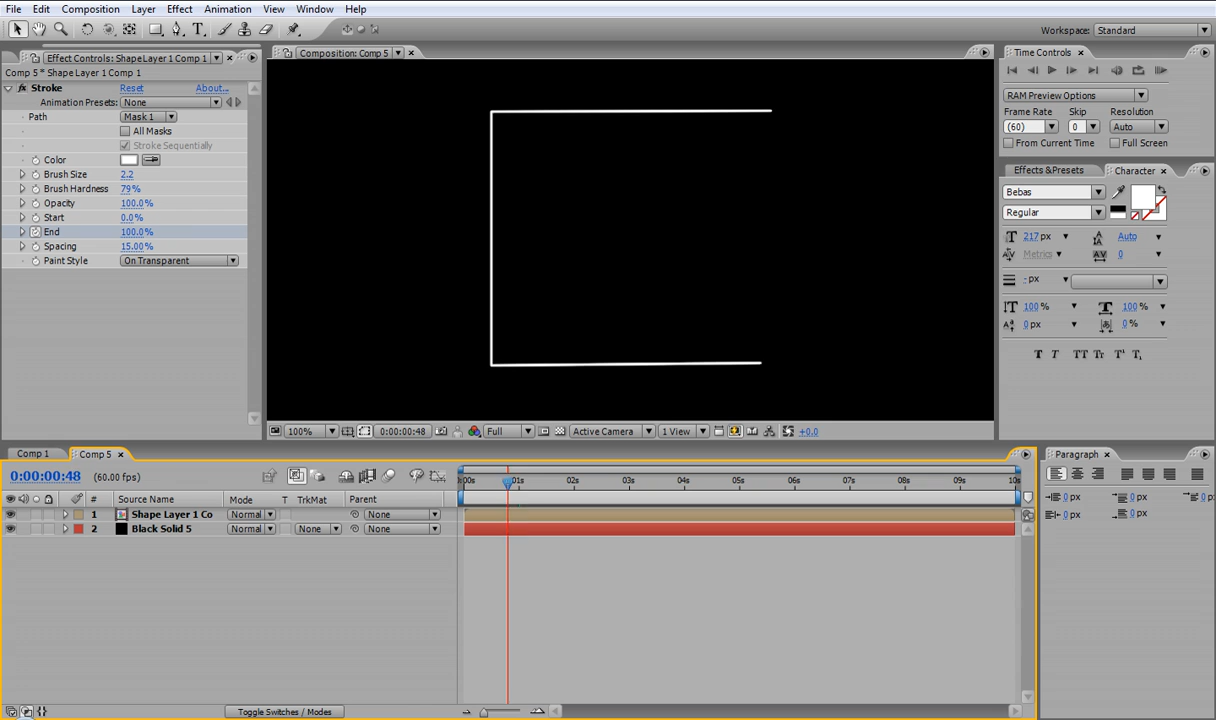 File Edit Composition Layer Effect Animation View Window Help
Workspace: Standard
Effect Controls: Shape Layer 1 Comp 1
Comp 5 * Shape Layer 1 Comp 1
Stroke Reset About...
Animation Presets: None
Path Mask 1
All Masks
Stroke Sequentially
Color
Brush Size 2.2
Brush Hardness 79%
Opacity 100.0%
Start 0.0%
End 100.0%
Spacing 15.00%
Paint Style On Transparent
Composition: Comp 5
100% 0:00:00:48 Full Active Camera 1 View +0.0
Time Controls
RAM Preview Options
Frame Rate Skip Resolution
(60) 0 Auto
From Current Time Full Screen
Effects & Presets Character
Bebas
Regular
217 px Auto
Metrics 0
- px
100 % 100 %
0 px 0 %
T T TT Tr T¹ T₁
Comp 1 Comp 5
0:00:00:48 (60.00 fps)
:00s 01s 02s 03s 04s 05s 06s 07s 08s 09s 10s
# Source Name Mode T TrkMat Parent
1 Shape Layer 1 Co Normal None
2 Black Solid 5 Normal None None
Toggle Switches / Modes
Paragraph
0 px 0 px 0 px
0 px 0 px